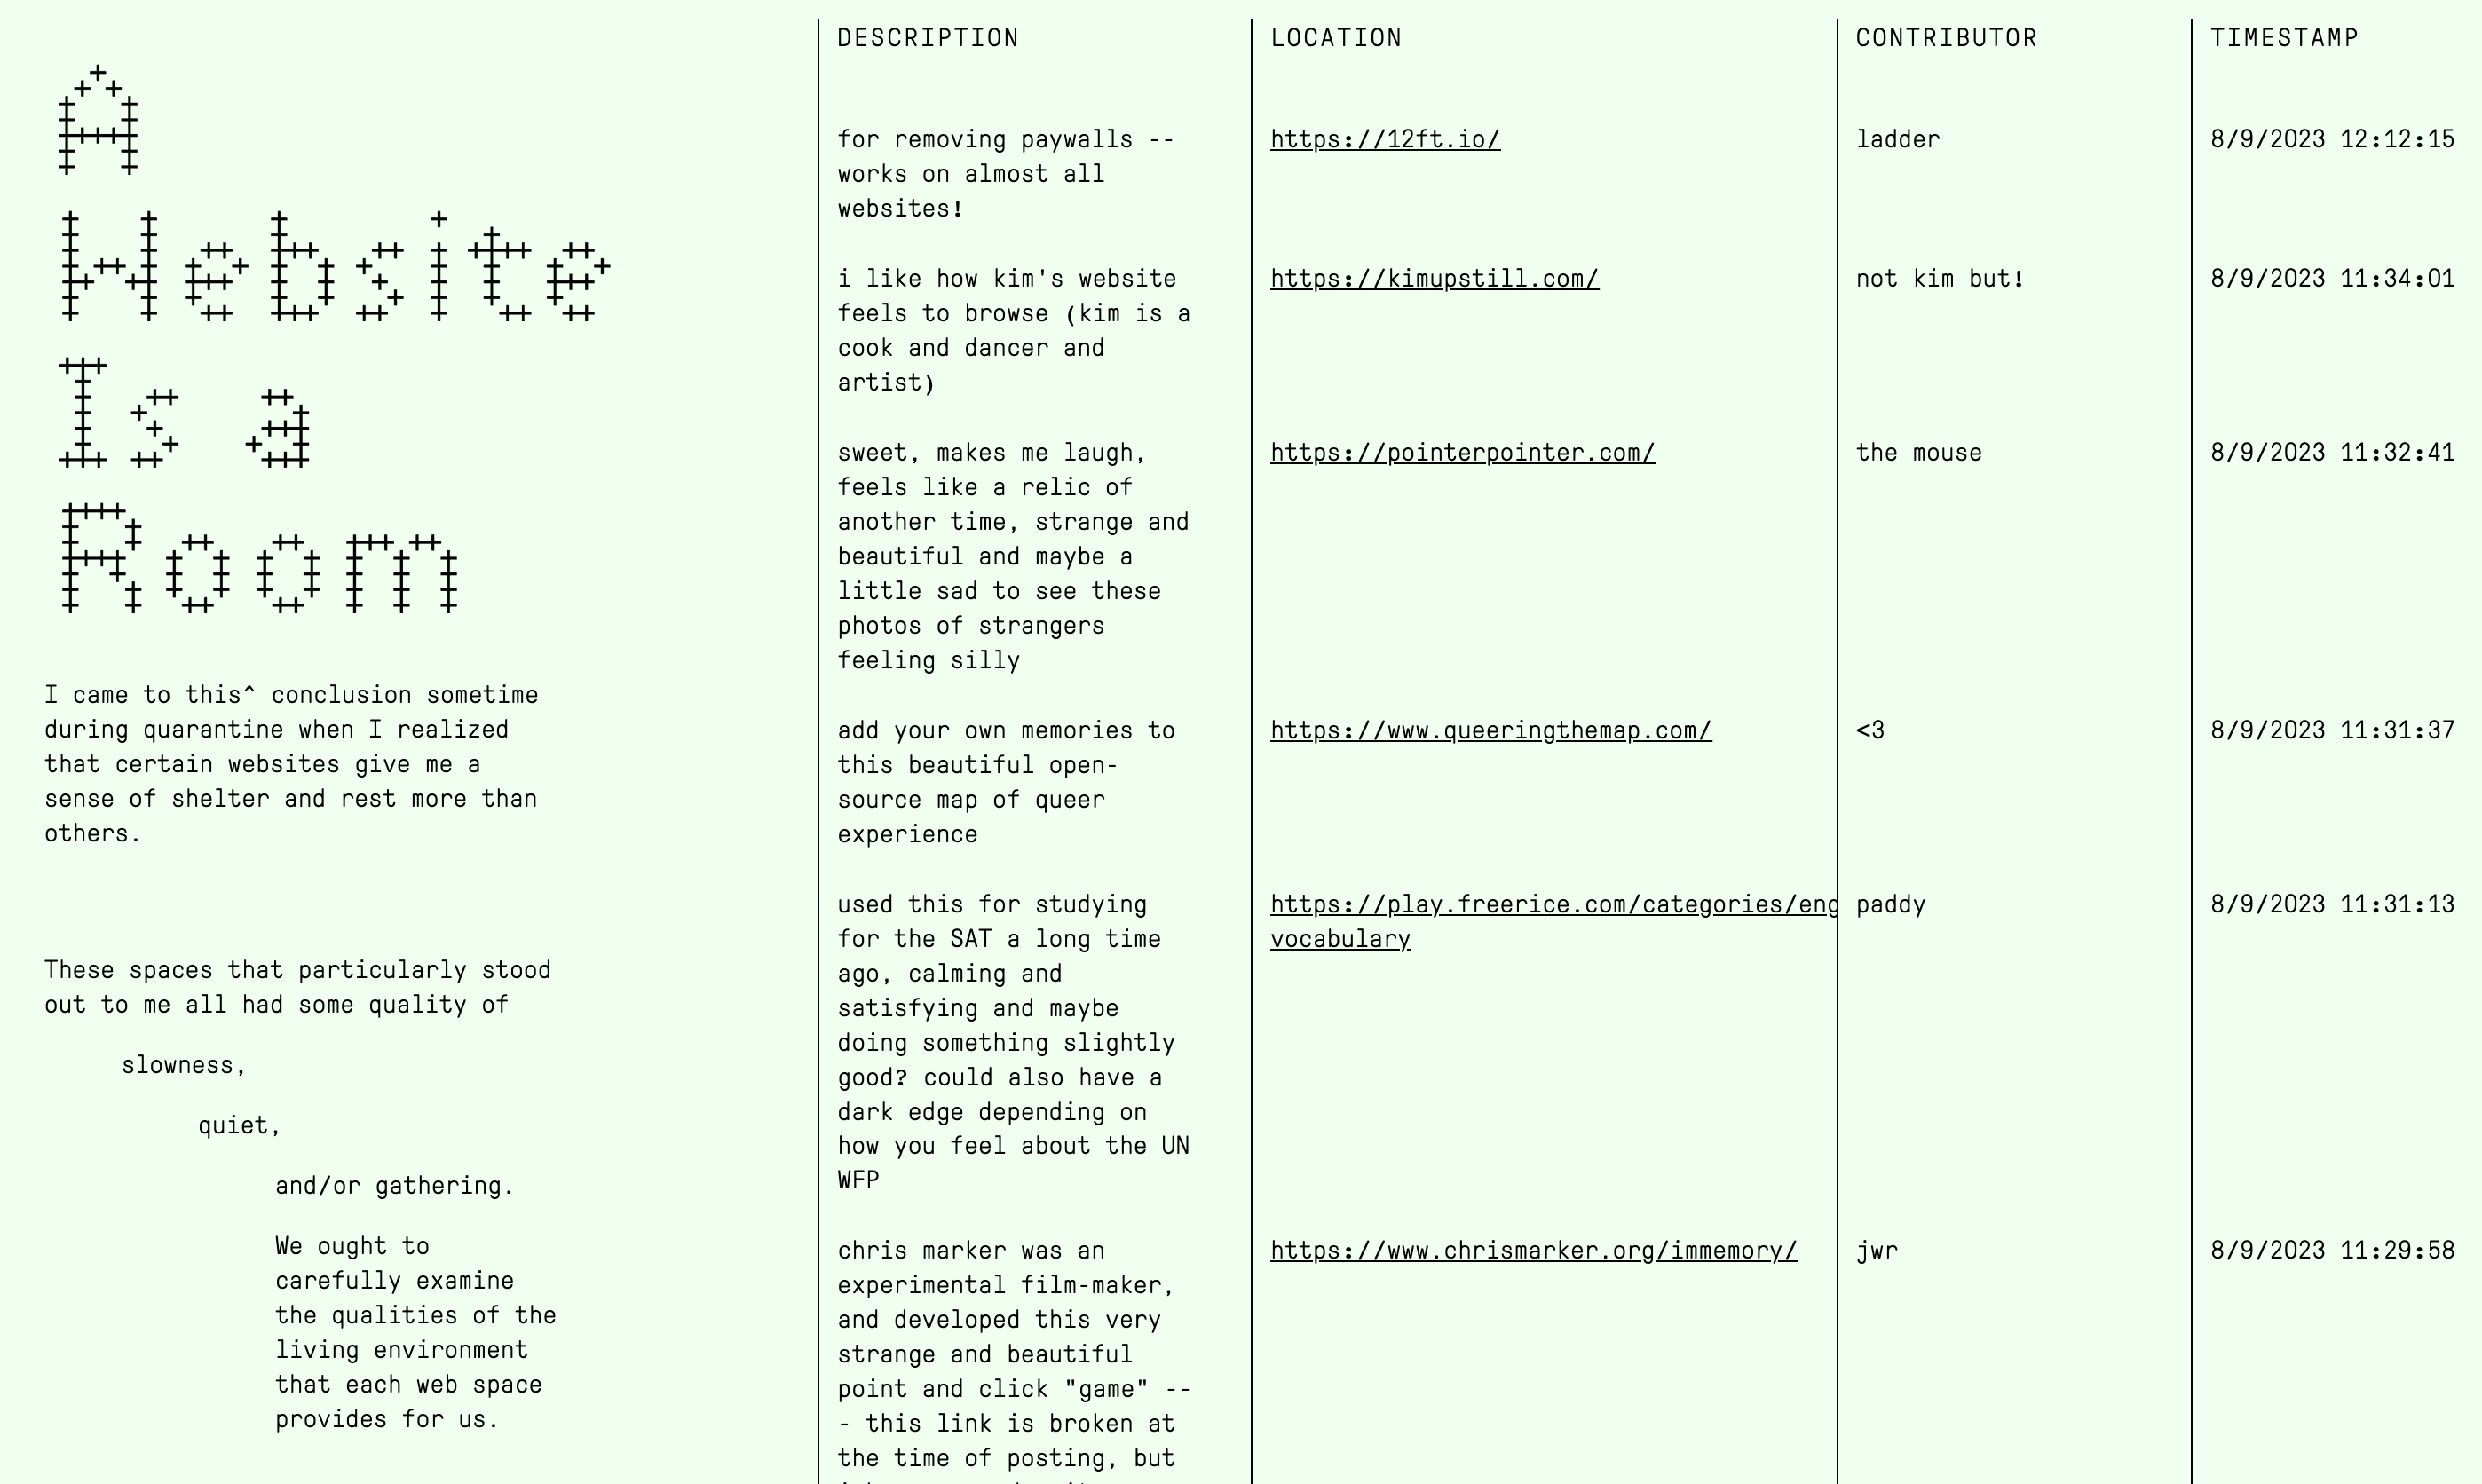 A
Website
Is a
Room
I came to this^ conclusion sometime
during quarantine when I realized
that certain websites give me a
sense of shelter and rest more than
others.
These spaces that particularly stood
out to me all had some quality of
slowness,
quiet,
and/or gathering.
We ought to
carefully examine
the qualities of the
living environment
that each web space
provides for us.
DESCRIPTION
LOCATION
CONTRIBUTOR
TIMESTAMP
for removing paywalls --
works on almost all
websites!
https://12ft.io/
ladder
8/9/2023 12:12:15
i like how kim's website
feels to browse (kim is a
cook and dancer and
artist)
https://kimupstill.com/
not kim but!
8/9/2023 11:34:01
sweet, makes me laugh,
feels like a relic of
another time, strange and
beautiful and maybe a
little sad to see these
photos of strangers
feeling silly
https://pointerpointer.com/
the mouse
8/9/2023 11:32:41
add your own memories to
this beautiful open-
source map of queer
experience
https://www.queeringthemap.com/
<3
8/9/2023 11:31:37
used this for studying
for the SAT a long time
ago, calming and
satisfying and maybe
doing something slightly
good? could also have a
dark edge depending on
how you feel about the UN
WFP
https://play.freerice.com/categories/eng
vocabulary
paddy
8/9/2023 11:31:13
chris marker was an
experimental film-maker,
and developed this very
strange and beautiful
point and click "game" --
- this link is broken at
the time of posting, but
https://www.chrismarker.org/immemory/
jwr
8/9/2023 11:29:58